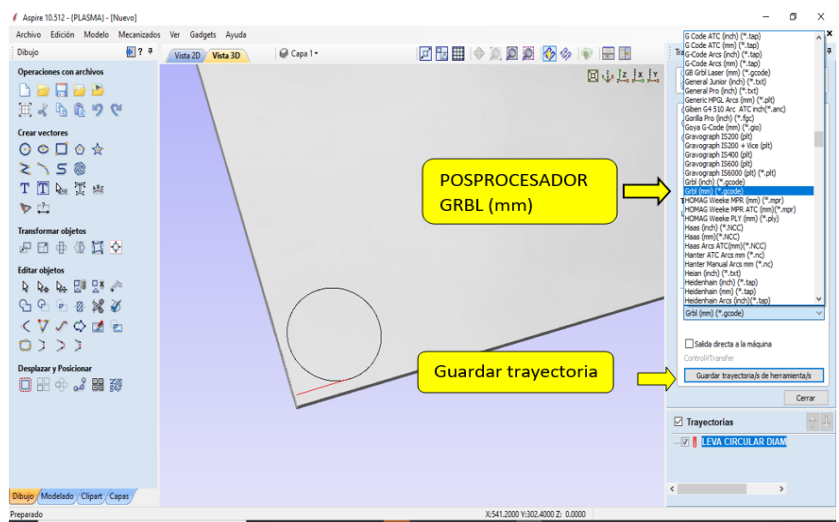 Aspire 10.512 - {PLASMA} - [Nuevo]
Archivo Edición Modelo Mecanizados Ver Gadgets Ayuda
Dibujo
Vista 2D Vista 3D
Capa 1
Operaciones con archivos
Crear vectores
Transformar objetos
Editar objetos
Desplazar y Posicionar
Dibujo Modelado Clipart Capas
Preparado
X:541.2000 Y:302.4000 Z: 0.0000
POSPROCESADOR
GRBL (mm)
Guardar trayectoria
G Code ATC (inch) (*.tap)
G Code ATC (mm) (*.tap)
G-Code Arcs (inch) (*.tap)
G-Code Arcs (mm) (*.tap)
GB Grbl Laser (mm) (*.gcode)
General Junior (inch) (*.txt)
General Pro (inch) (*.txt)
Generic HPGL Arcs (mm) (*.plt)
Giben G4 510 Arc ATC inch(*.anc)
Gorilla Pro (inch) (*.fgc)
Goya G-Code (mm) (*.gio)
Gravograph IS200 (plt)
Gravograph IS200 + Vice (plt)
Gravograph IS400 (plt)
Gravograph IS600 (plt)
Gravograph IS6000 (plt) (*.plt)
Grbl (inch) (*.gcode)
Grbl (mm) (*.gcode)
HOMAG Weeke MPR (mm) (*.mpr)
HOMAG Weeke MPR ATC (mm)(*.mpr)
HOMAG Weeke PLY (mm) (*.ply)
Haas (inch) (*.NCC)
Haas (mm)(*.NCC)
Haas Arcs ATC(mm)(*.NCC)
Hanter ATC Arcs mm (*.nc)
Hanter Manual Arcs mm (*.nc)
Heian (inch) (*.txt)
Heidenhain (inch) (*.tap)
Heidenhain (mm) (*.tap)
Heidenhain Arcs (inch)(*.tap)
Grbl (mm) (*.gcode)
Salida directa a la máquina
ControlVTransfer
Guardar trayectoria/s de herramienta/s
Cerrar
Trayectorias
LEVA CIRCULAR DIAM